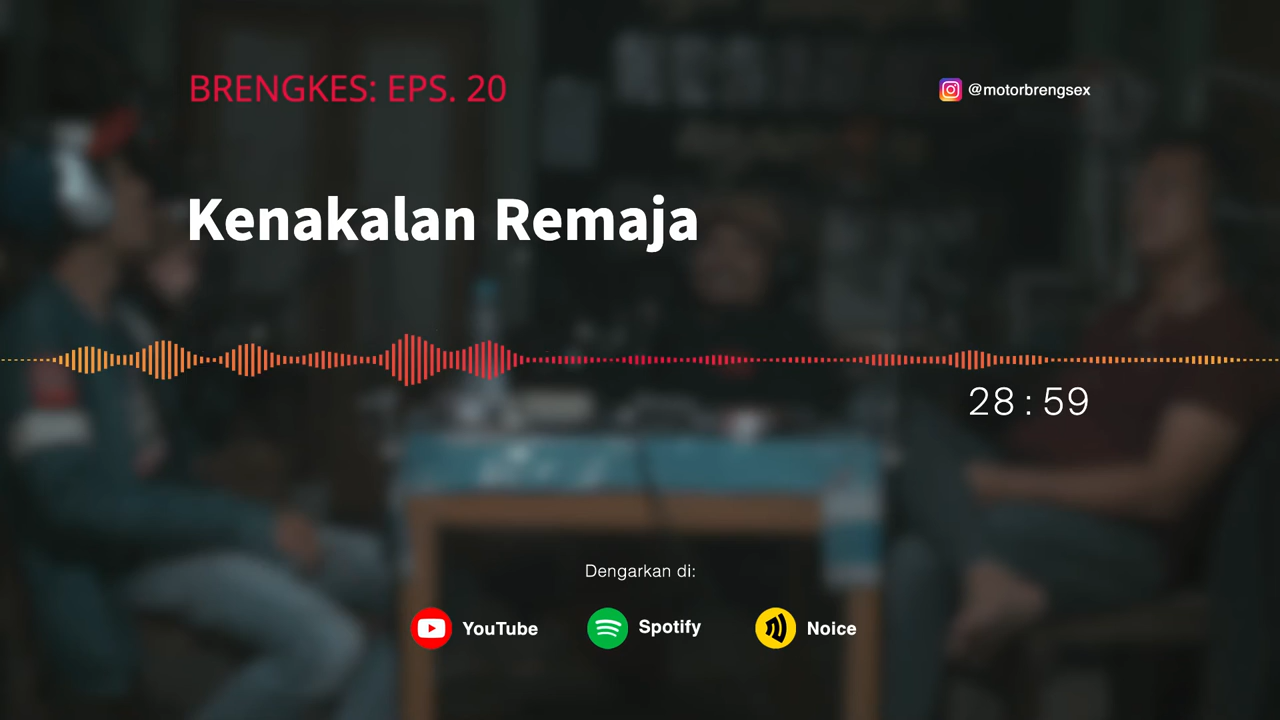 BRENGKES: EPS. 20
@motorbrengsex
Kenakalan Remaja
28:59
Dengarkan di:
YouTube
Spotify
Noice